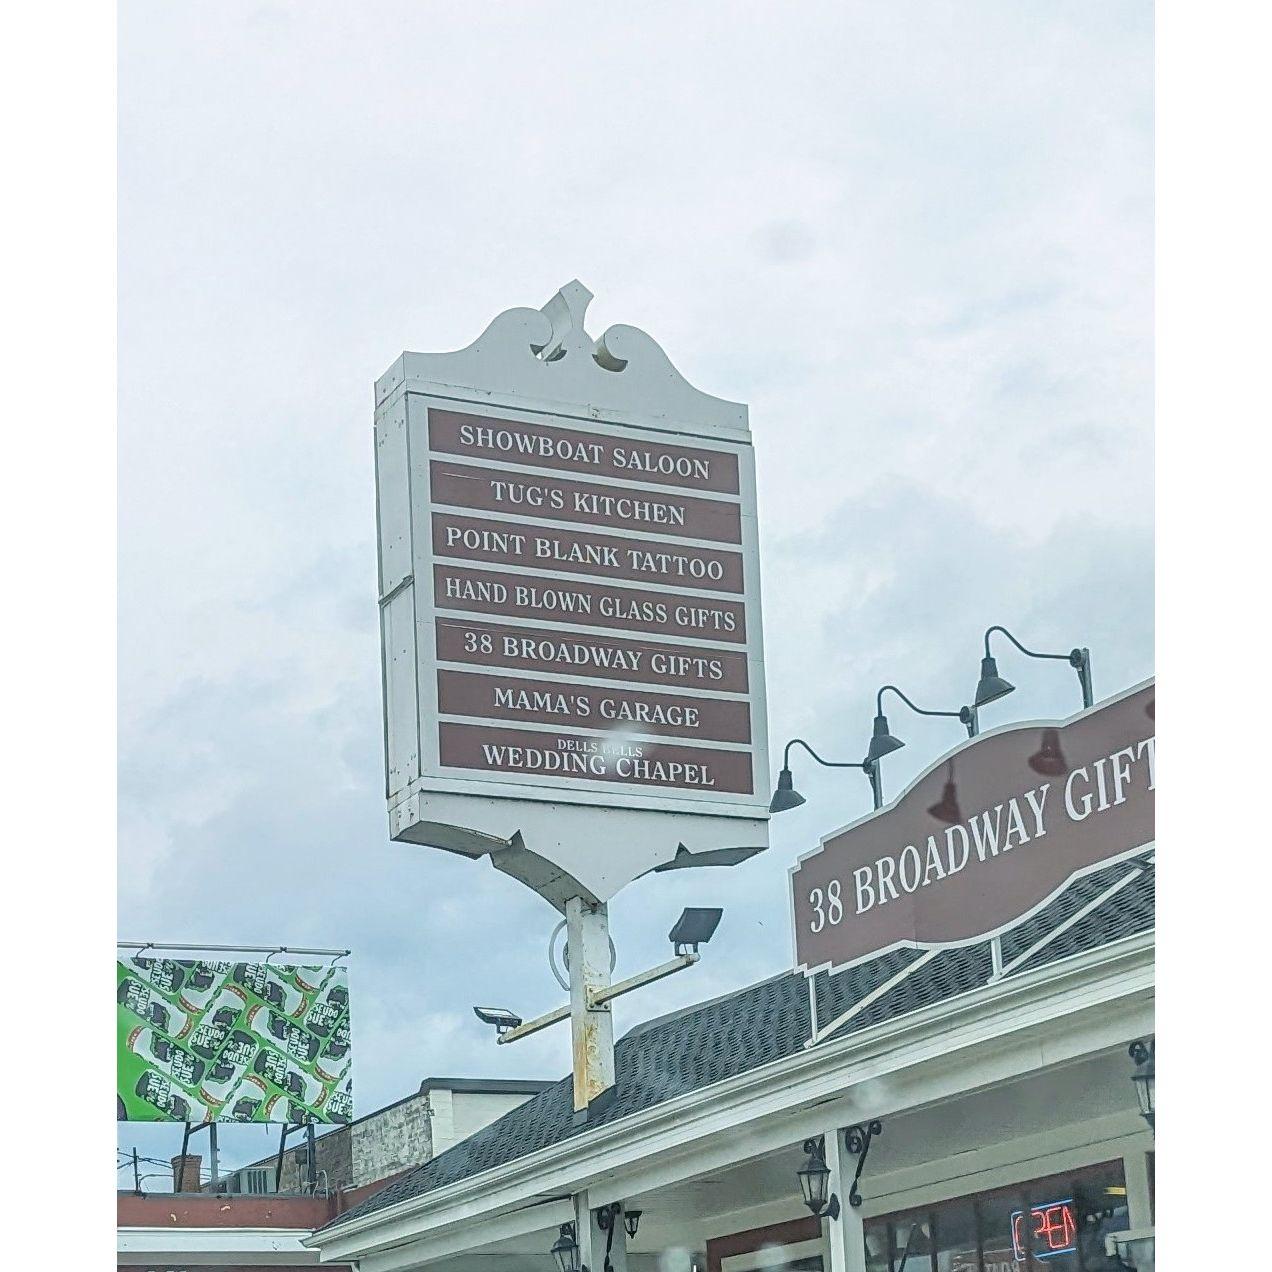 SHOWBOAT SALOON
TUG'S KITCHEN
POINT BLANK TATTOO
HAND BLOWN GLASS GIFTS
38 BROADWAY GIFTS
MAMA'S GARAGE
DELLS BELLS
WEDDING CHAPEL
38 BROADWAY GIFT
OPEN